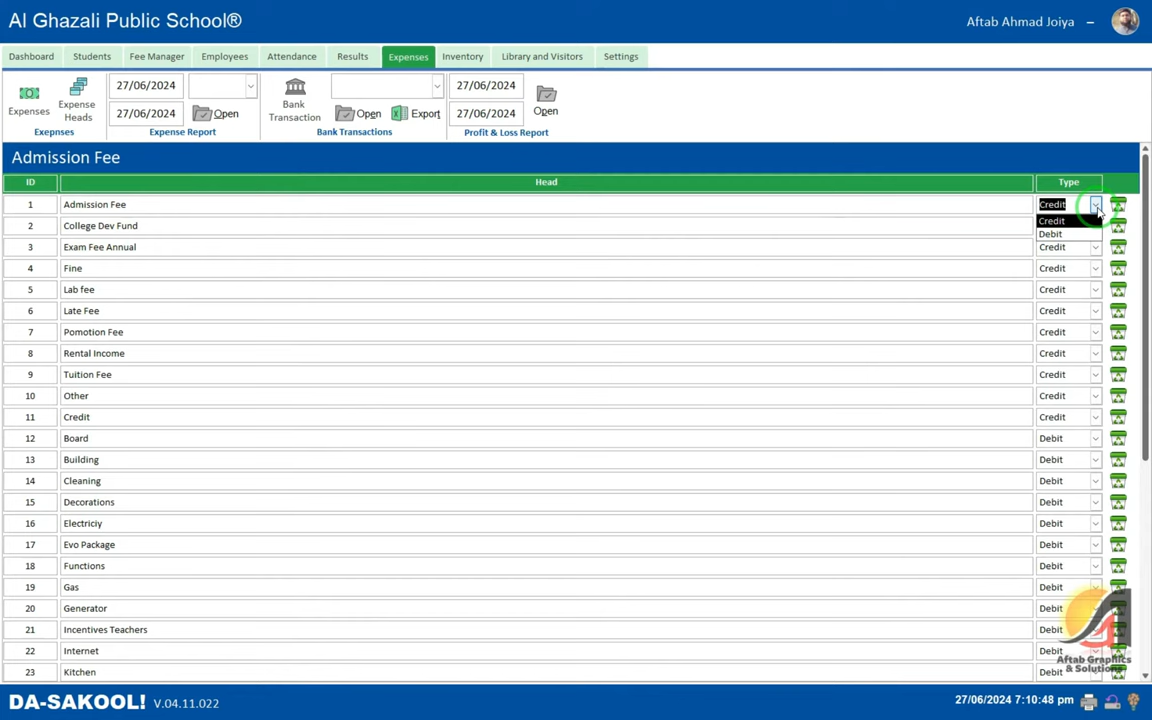 Al Ghazali Public School®
Aftab Ahmad Joiya
Dashboard Students Fee Manager Employees Attendance Results Expenses Inventory Library and Visitors Settings
27/06/2024 27/06/2024
Expenses Expense Heads 27/06/2024 Open Bank Transaction Open Export 27/06/2024 Open
Exepnses Expense Report Bank Transactions Profit & Loss Report
Admission Fee
ID Head Type
1 Admission Fee Credit
Credit
2 College Dev Fund
Debit
3 Exam Fee Annual Credit
4 Fine Credit
5 Lab fee Credit
6 Late Fee Credit
7 Pomotion Fee Credit
8 Rental Income Credit
9 Tuition Fee Credit
10 Other Credit
11 Credit Credit
12 Board Debit
13 Building Debit
14 Cleaning Debit
15 Decorations Debit
16 Electriciy Debit
17 Evo Package Debit
18 Functions Debit
19 Gas Debit
20 Generator Debit
21 Incentives Teachers Debit
22 Internet Debit
23 Kitchen Debit
Aftab Graphics
& Solutions
DA-SAKOOL! V.04.11.022 27/06/2024 7:10:48 pm